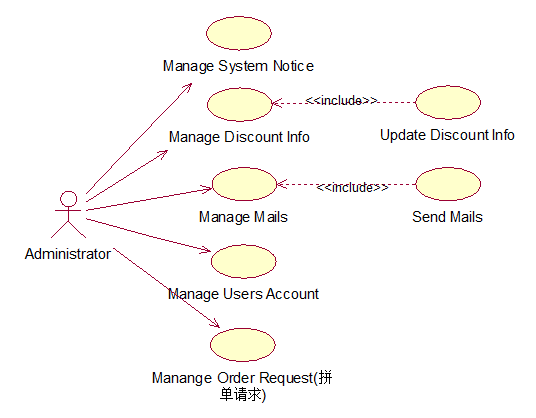 Manage System Notice
Manage Discount Info
<<include>>
Update Discount Info
Manage Mails
<<include>>
Send Mails
Administrator
Manage Users Account
Manange Order Request(拼
单请求)